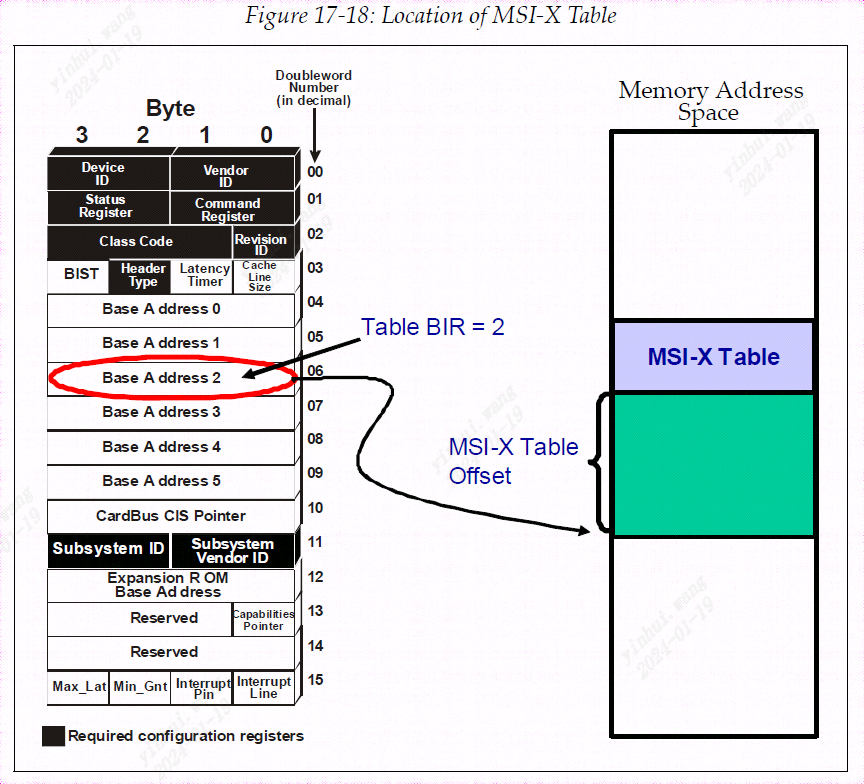 Figure 17-18: Location of MSI-X Table
Doubleword
Number
(in decimal)
Byte
3 2 1 0
Device
ID
Vendor
ID
00
Status
Register
Command
Register
01
Class Code
Revision
ID
02
BIST
Header
Type
Latency
Timer
Cache
Line
Size
03
Base A ddress 0
04
Base A ddress 1
05
Base A ddress 2
06
Base A ddress 3
07
Base A ddress 4
08
Base A ddress 5
09
CardBus CIS Pointer
10
Subsystem ID
Subsystem
Vendor ID
11
Expansion R OM
Base Ad dress
12
Reserved
Capabilities
Pointer
13
Reserved
14
Max_Lat
Min_Gnt
Interrupt
Pin
Interrupt
Line
15
Required configuration registers
Table BIR = 2
MSI-X Table
Offset
Memory Address
Space
MSI-X Table
yinhui.wang
2024-01-19